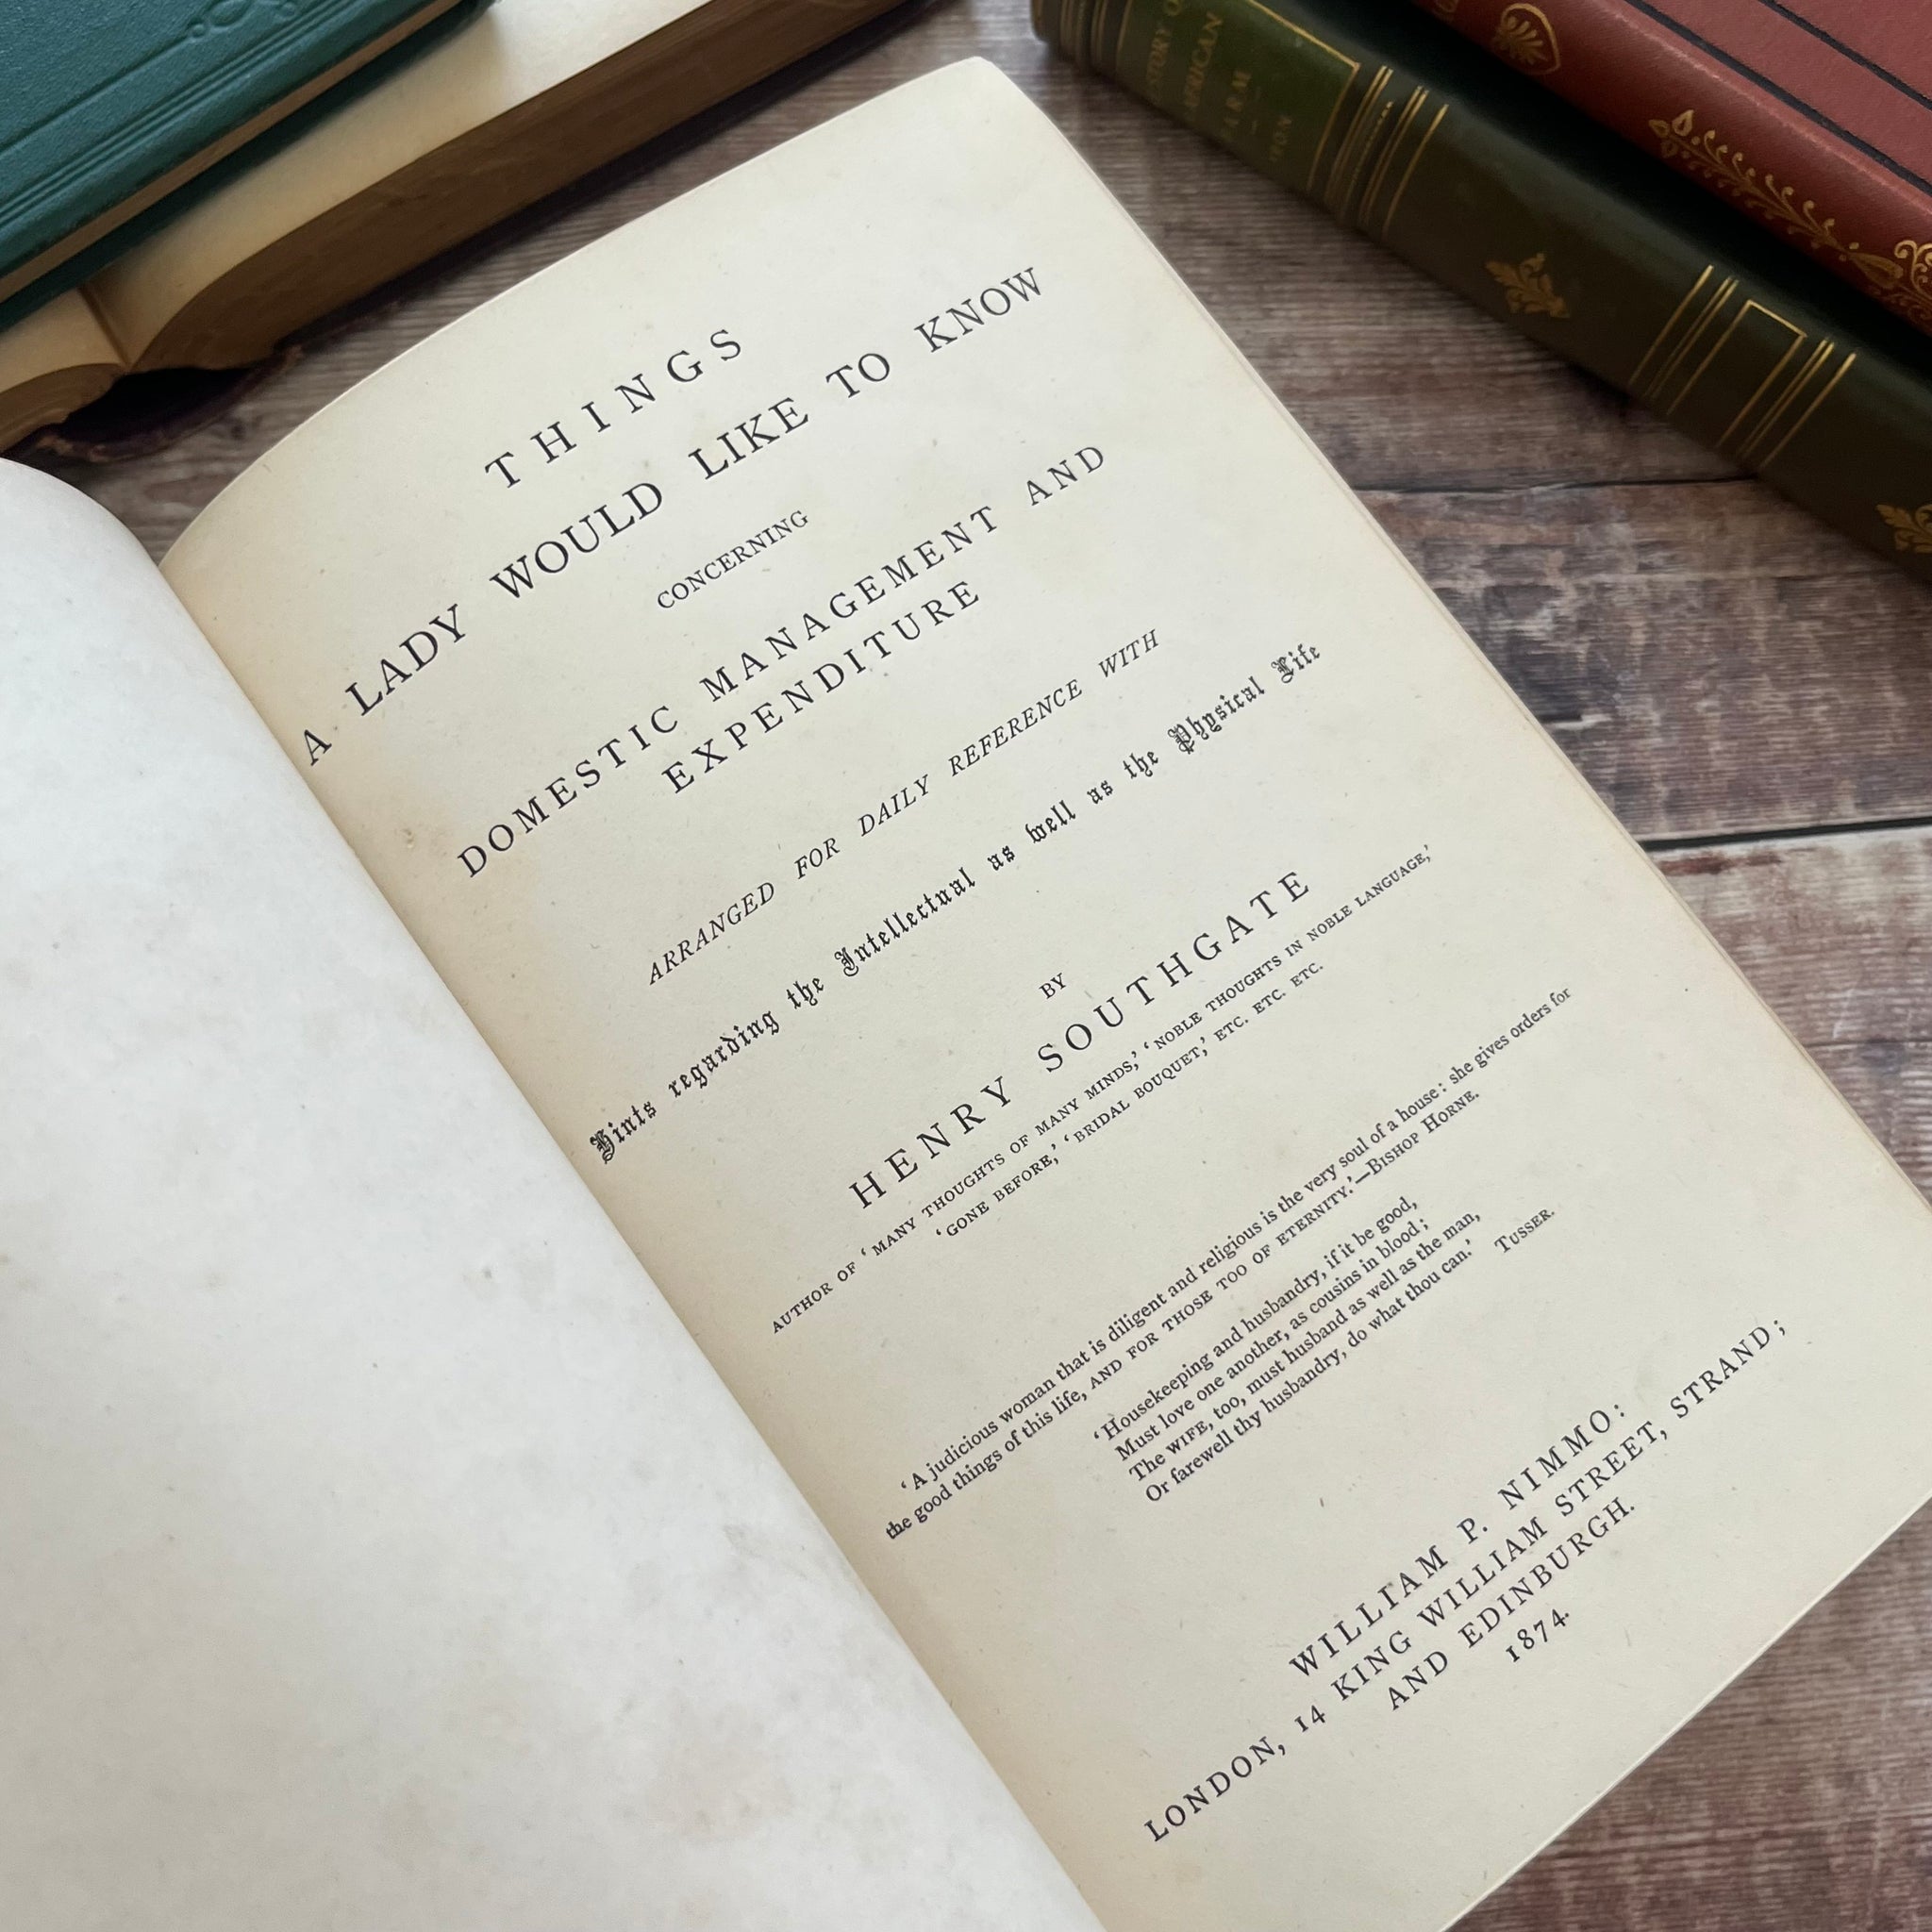 THINGS
A LADY WOULD LIKE TO KNOW
CONCERNING
DOMESTIC MANAGEMENT AND
EXPENDITURE
ARRANGED FOR DAILY REFERENCE WITH
Hints regarding the Intellectual as well as the Physical Life
BY
HENRY SOUTHGATE
AUTHOR OF ‘MANY THOUGHTS OF MANY MINDS,’ ‘NOBLE THOUGHTS IN NOBLE LANGUAGE,’
‘GONE BEFORE,’ ‘BRIDAL BOUQUET,’ ETC. ETC. ETC.
‘A judicious woman that is diligent and religious is the very soul of a house: she gives orders for
the good things of this life, AND FOR THOSE TOO OF ETERNITY.’—BISHOP HORNE.
‘Housekeeping and husbandry, if it be good,
Must love one another, as cousins in blood;
The WIFE, too, must husband as well as the man,
Or farewell thy husbandry, do what thou can.’
TUSSER.
WILLIAM P. NIMMO:
LONDON, 14 KING WILLIAM STREET, STRAND;
AND EDINBURGH.
1874.